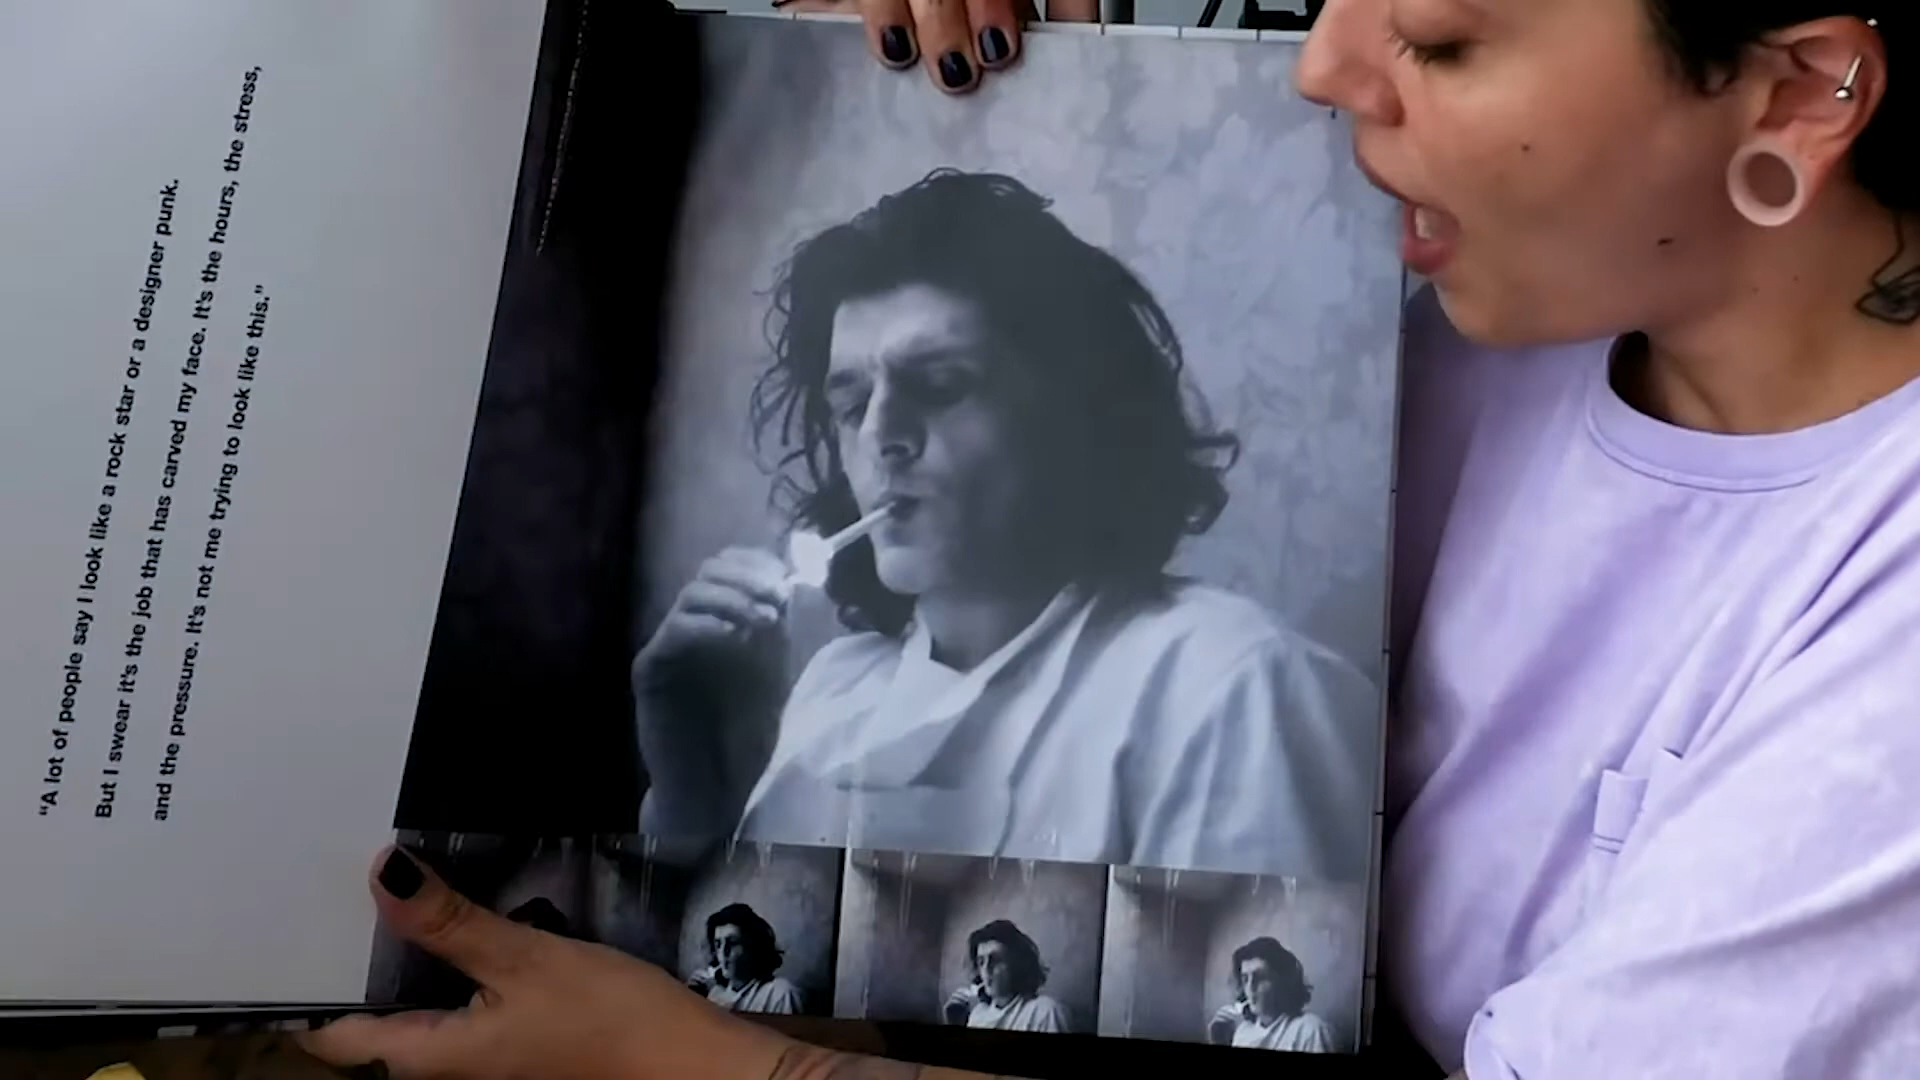 “A lot of people say I look like a rock star or a designer punk.
But I swear it's the job that has carved my face. It's the hours, the stress,
and the pressure. It's not me trying to look like this.”